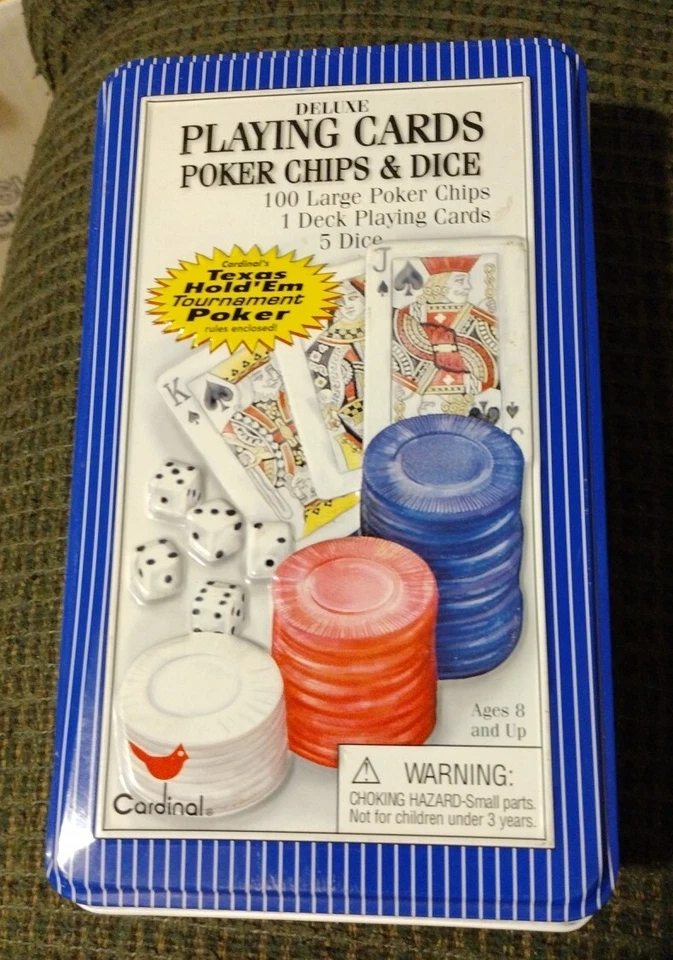 DELUXE
PLAYING CARDS
POKER CHIPS & DICE
100 Large Poker Chips
1 Deck Playing Cards
5 Dice
Cardinal's
Texas
Hold'Em
Tournament
Poker
rules enclosed!
J
K
Ages 8
and Up
Cardinal®
WARNING:
CHOKING HAZARD-Small parts.
Not for children under 3 years.